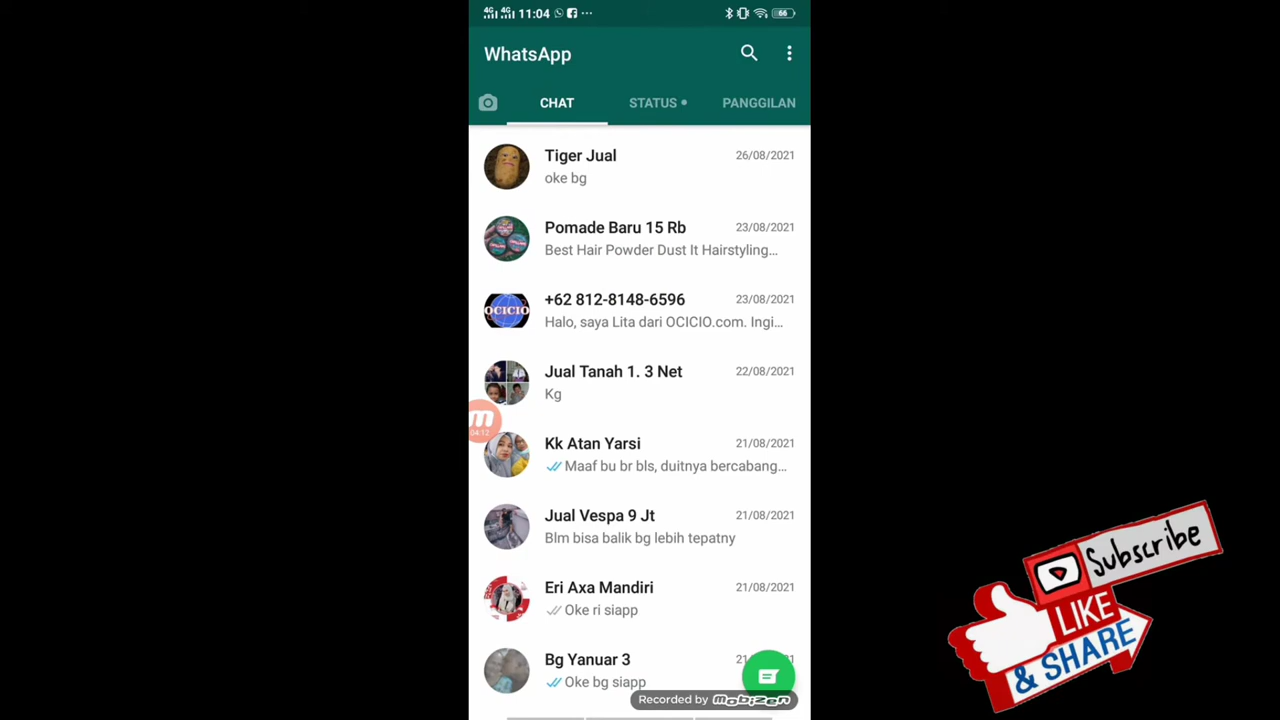 4G 4G 11:04 66
WhatsApp
CHAT STATUS PANGGILAN
Tiger Jual 26/08/2021
oke bg
Pomade Baru 15 Rb 23/08/2021
Best Hair Powder Dust It Hairstyling...
+62 812-8148-6596 23/08/2021
OCICIO
Halo, saya Lita dari OCICIO.com. Ingi...
Jual Tanah 1. 3 Net 22/08/2021
Kg
04:12
Kk Atan Yarsi 21/08/2021
Maaf bu br bls, duitnya bercabang...
Jual Vespa 9 Jt 21/08/2021
Blm bisa balik bg lebih tepatny
Eri Axa Mandiri 21/08/2021
Oke ri siapp
Bg Yanuar 3
Oke bg siapp
Recorded by mobizen
Subscribe
LIKE
& SHARE